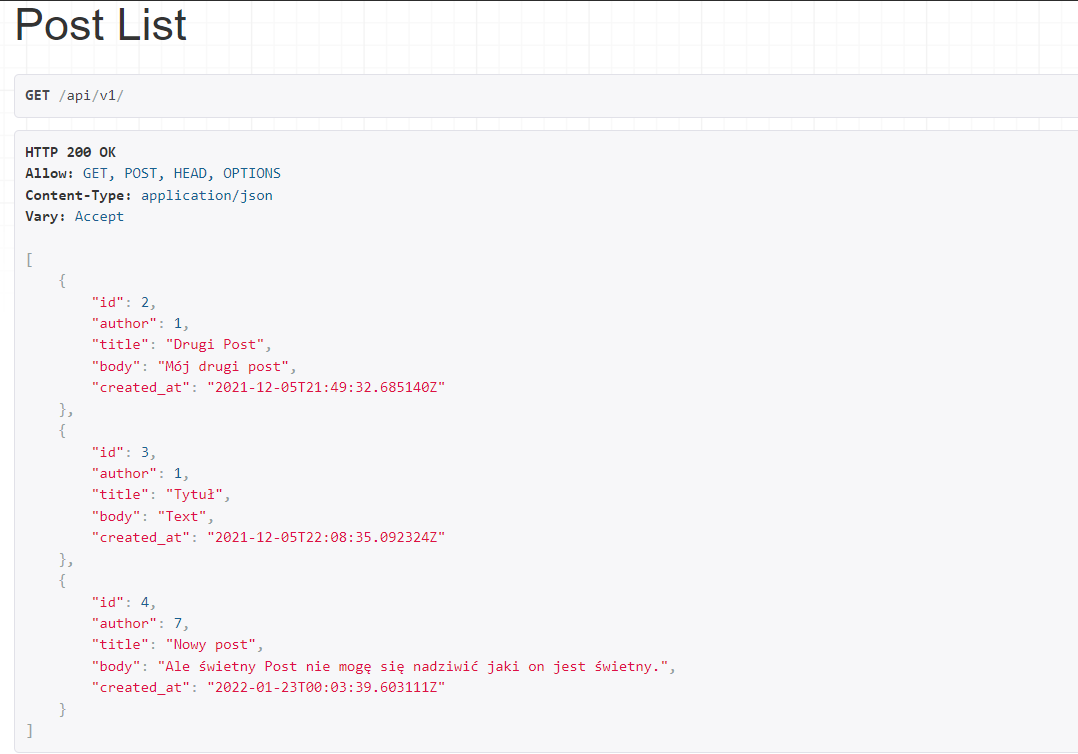 Post List
GET /api/v1/
HTTP 200 OK
Allow: GET, POST, HEAD, OPTIONS
Content-Type: application/json
Vary: Accept
[
    {
        "id": 2,
        "author": 1,
        "title": "Drugi Post",
        "body": "Mój drugi post",
        "created_at": "2021-12-05T21:49:32.685140Z"
    },
    {
        "id": 3,
        "author": 1,
        "title": "Tytuł",
        "body": "Text",
        "created_at": "2021-12-05T22:08:35.092324Z"
    },
    {
        "id": 4,
        "author": 7,
        "title": "Nowy post",
        "body": "Ale świetny Post nie mogę się nadziwić jaki on jest świetny.",
        "created_at": "2022-01-23T00:03:39.603111Z"
    }
]